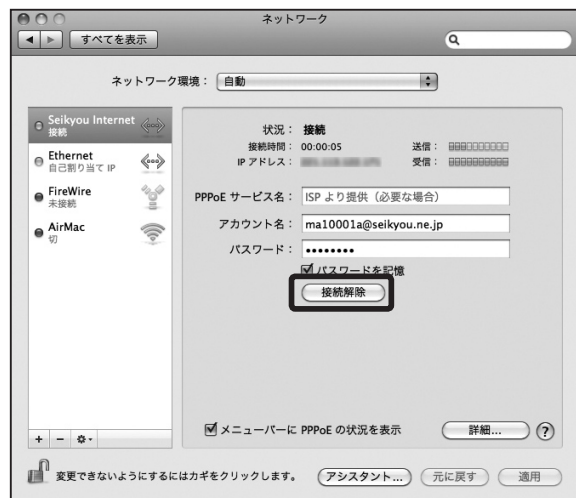 ネットワーク
すべてを表示
ネットワーク環境： 自動
Seikyou Internet
接続
Ethernet
自己割り当て IP
FireWire
未接続
AirMac
切
状況： 接続
接続時間： 00:00:05 送信：
IP アドレス： 受信：
PPPoE サービス名： ISP より提供（必要な場合）
アカウント名： ma10001a@seikyou.ne.jp
パスワード： ••••••••
パスワードを記憶
接続解除
メニューバーに PPPoE の状況を表示 詳細... ?
変更できないようにするにはカギをクリックします。 アシスタント... 元に戻す 適用